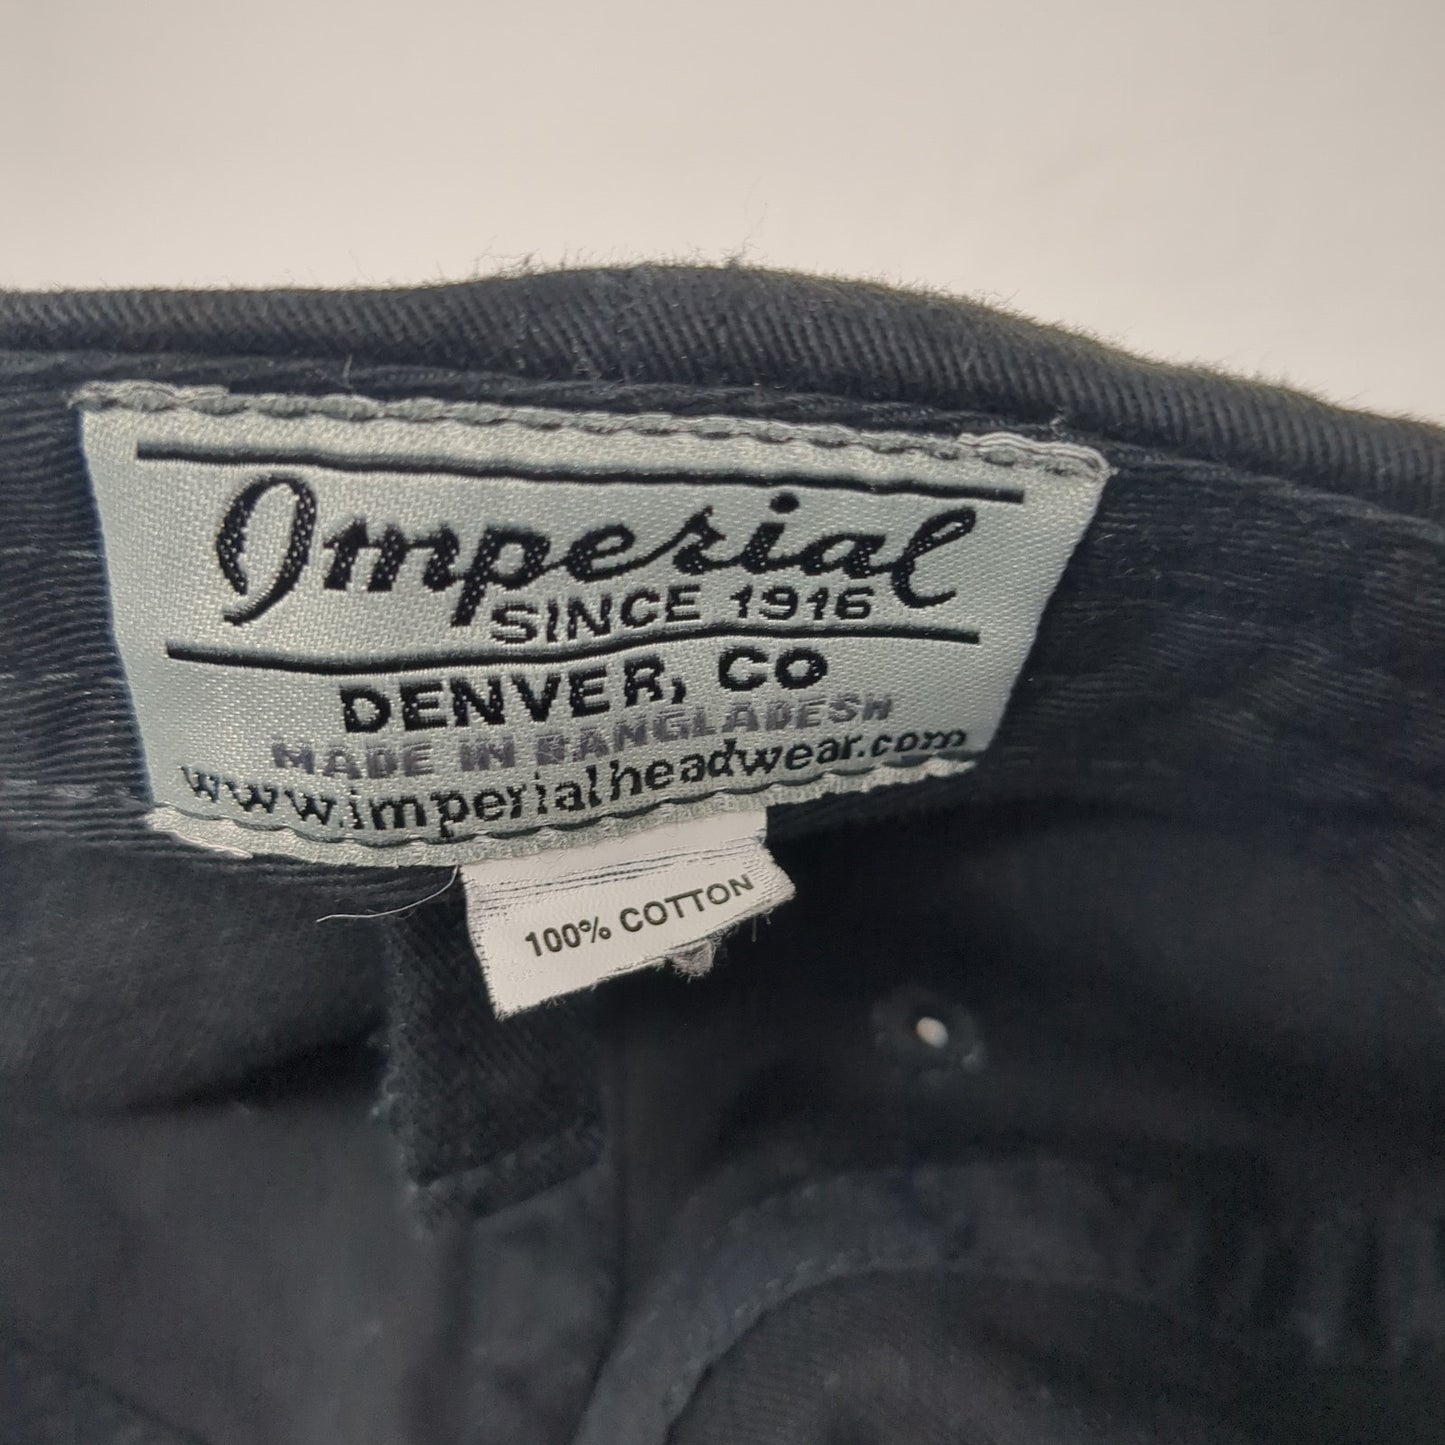 Imperial
SINCE 1916
DENVER, CO
MADE IN BANGLADESH
www.imperialheadwear.com
100% COTTON